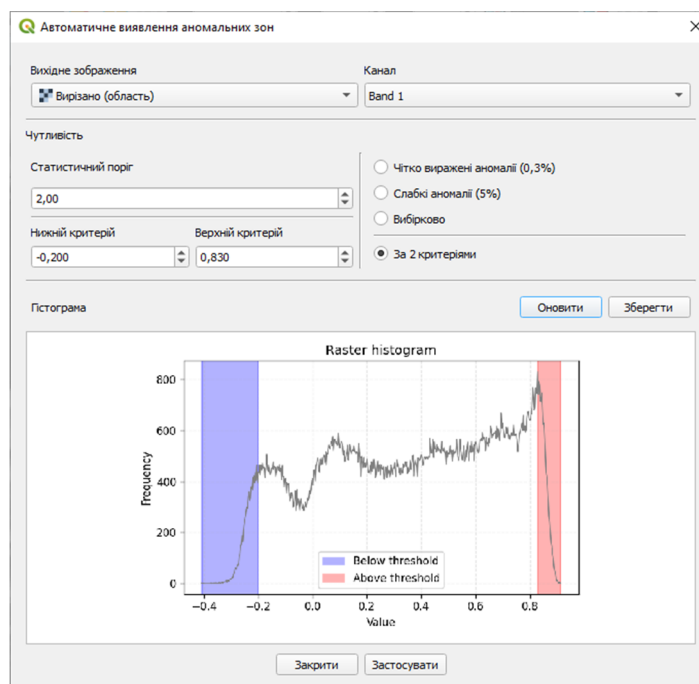 Автоматичне виявлення аномальних зон
Вихідне зображення
Канал
Вирізано (область)
Band 1
Чутливість
Статистичний поріг
2,00
Чітко виражені аномалії (0,3%)
Слабкі аномалії (5%)
Вибірково
Нижній критерій
Верхній критерій
-0,200
0,830
За 2 критеріями
Гістограма
Оновити
Зберегти
Raster histogram
800
600
400
200
0
Frequency
Below threshold
Above threshold
−0.4 −0.2 0.0 0.2 0.4 0.6 0.8
Value
Закрити
Застосувати